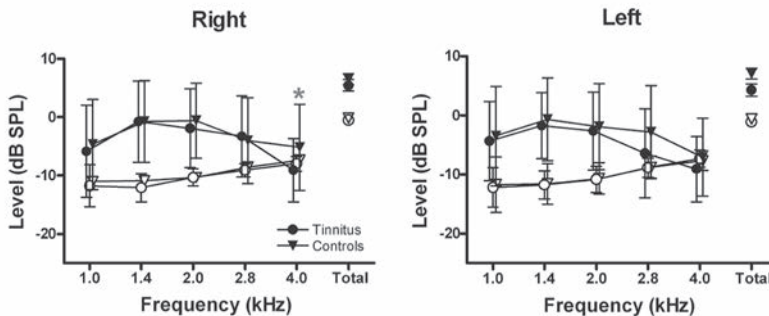 Right
Left
10
0
-10
-20
Level (dB SPL)
*
Tinnitus
Controls
1.0 1.4 2.0 2.8 4.0 Total
Frequency (kHz)
10
0
-10
-20
Level (dB SPL)
1.0 1.4 2.0 2.8 4.0 Total
Frequency (kHz)